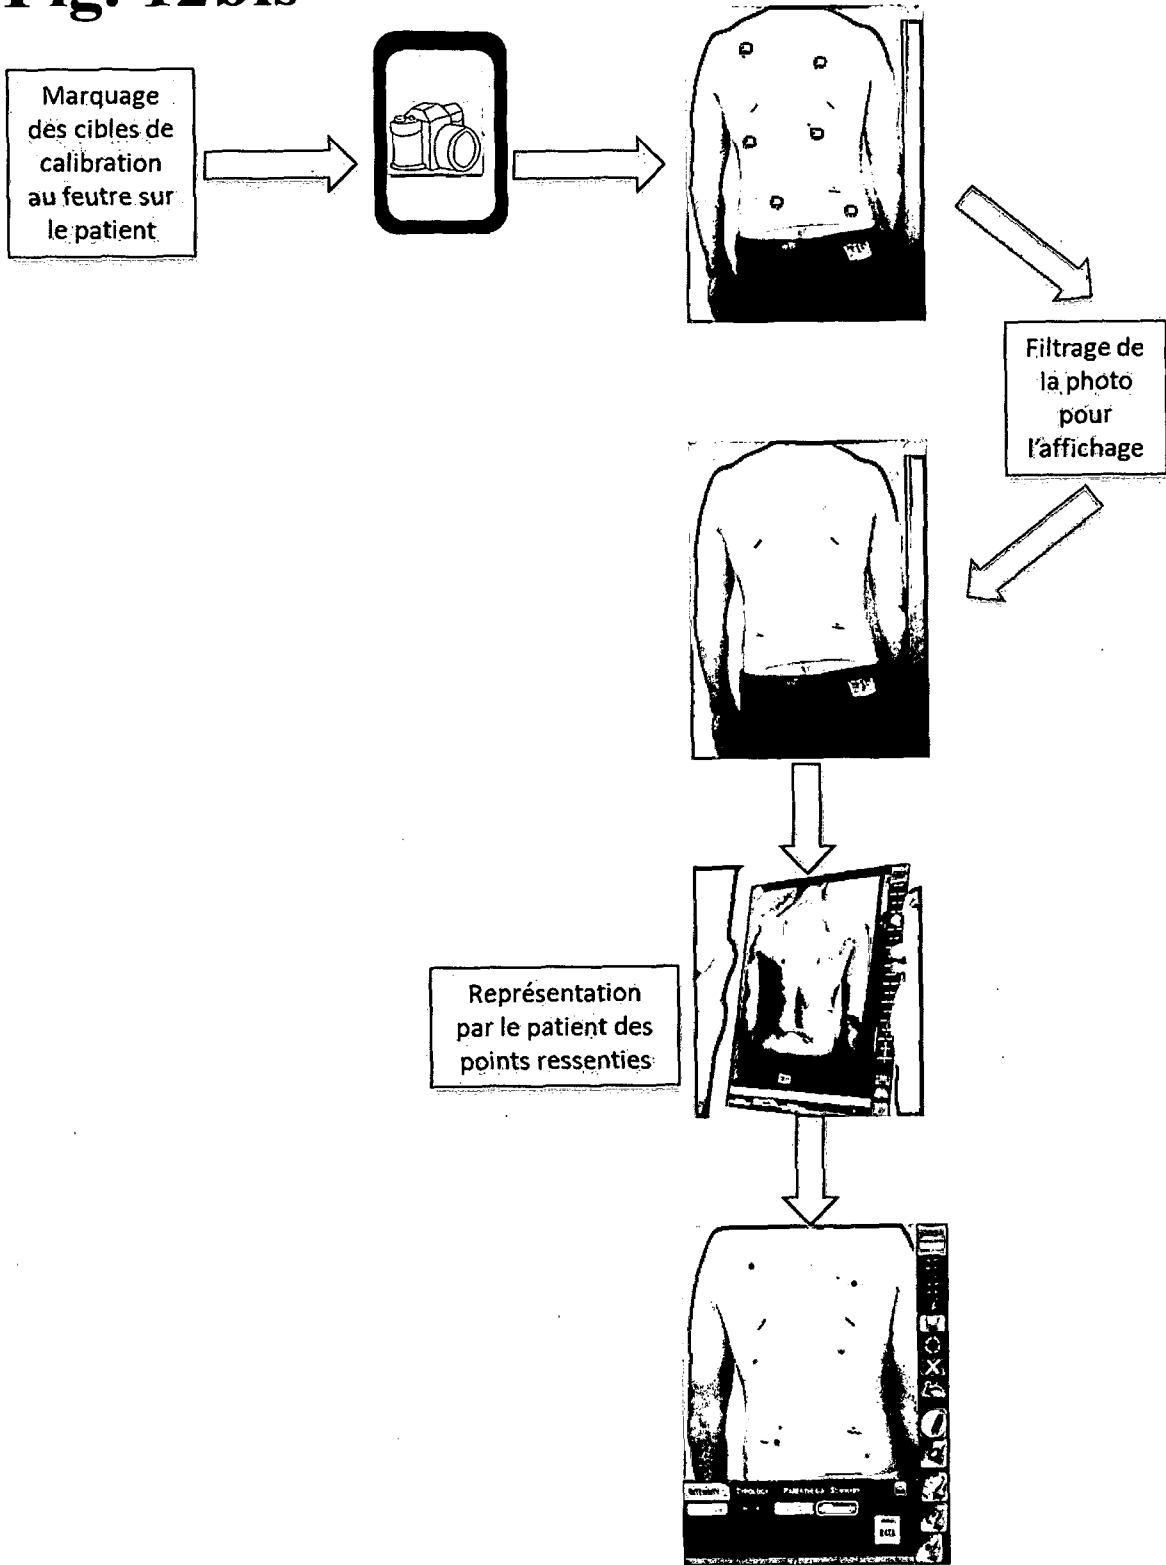 Fig. 12bis
Marquage
des cibles de
calibration
au feutre sur
le patient
Filtrage de
la photo
pour
l'affichage
Représentation
par le patient des
points ressenties